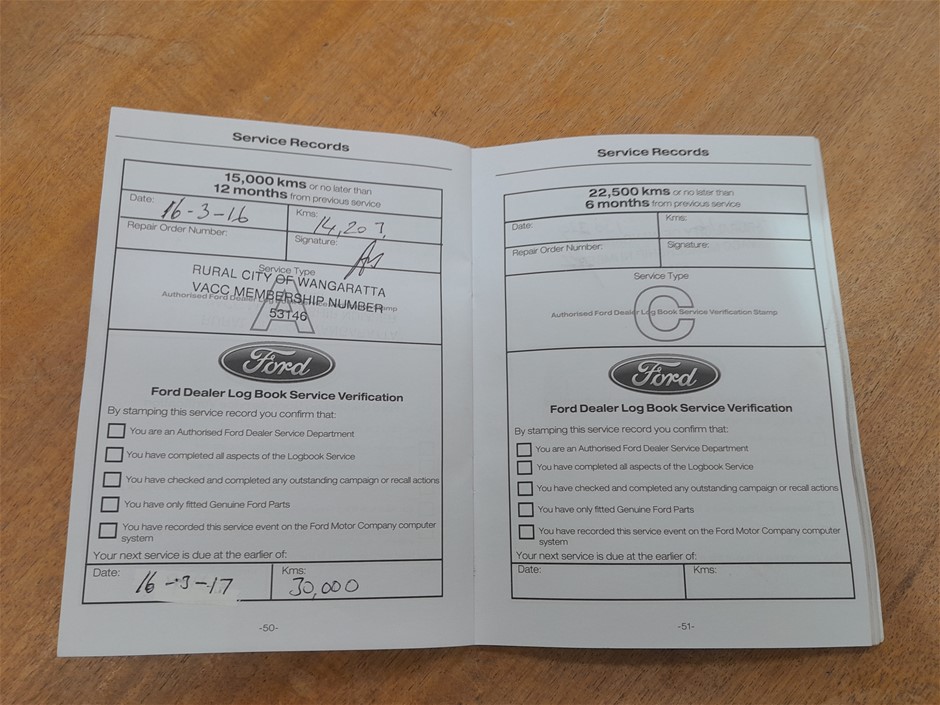 Service Records
15,000 kms or no later than
12 months from previous service
Date: 16-3-16
Kms: 14,207
Repair Order Number:
Signature:
Service Type
A
RURAL CITY OF WANGARATTA
VACC MEMBERSHIP NUMBER
53146
Authorised Ford Dealer Log Stamp
Ford
Ford Dealer Log Book Service Verification
By stamping this service record you confirm that:
You are an Authorised Ford Dealer Service Department
You have completed all aspects of the Logbook Service
You have checked and completed any outstanding campaign or recall actions
You have only fitted Genuine Ford Parts
You have recorded this service event on the Ford Motor Company computer
system
Your next service is due at the earlier of:
Date: 16-3-17
Kms: 30,000
-50-
Service Records
22,500 kms or no later than
6 months from previous service
Date:
Kms:
Repair Order Number:
Signature:
Service Type
C
Authorised Ford Dealer Log Book Service Verification Stamp
Ford
Ford Dealer Log Book Service Verification
By stamping this service record you confirm that:
You are an Authorised Ford Dealer Service Department
You have completed all aspects of the Logbook Service
You have checked and completed any outstanding campaign or recall actions
You have only fitted Genuine Ford Parts
You have recorded this service event on the Ford Motor Company computer
system
Your next service is due at the earlier of:
Date:
Kms:
-51-